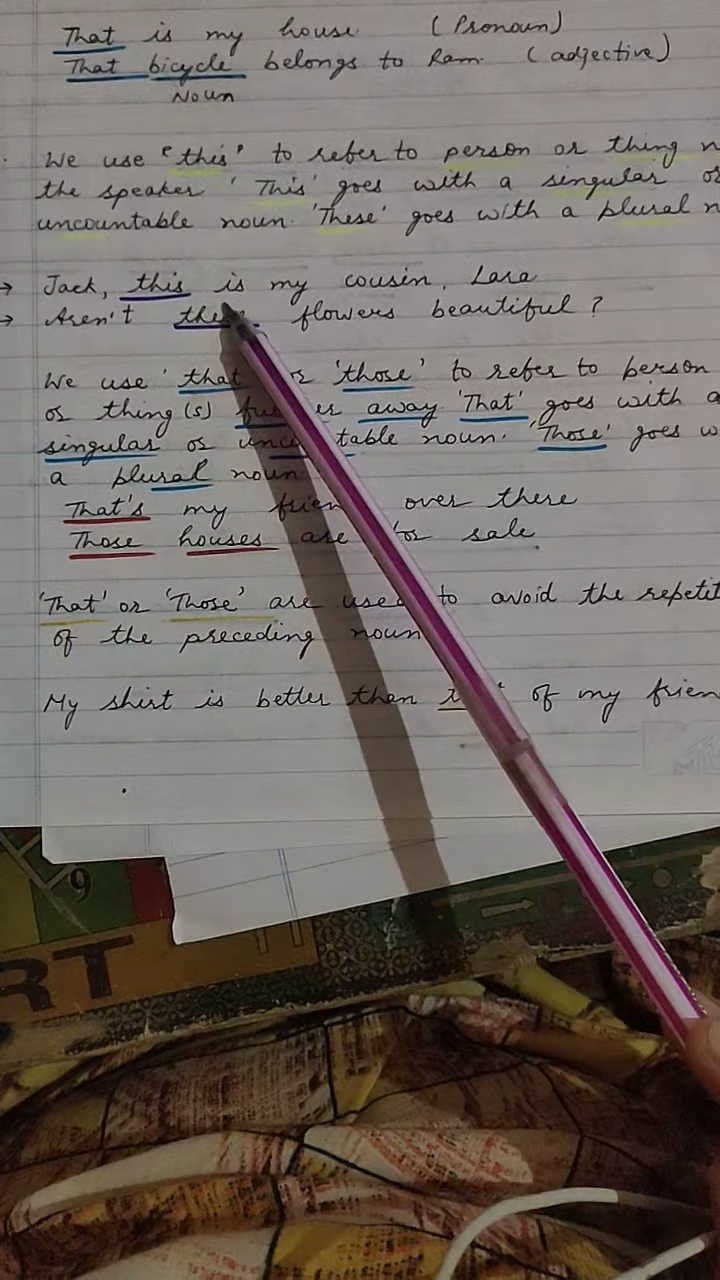 That is my house (Pronoun)
That bicycle belongs to Ram. (adjective)
Noun
We use "this" to refer to person or thing
the speaker 'This' goes with a singular or
uncountable noun. 'These' goes with a plural
Jack, this is my cousin, Lara
Aren't flowers beautiful ?
We use 'that 'those' to refer to person
or thing(s) away 'That' goes with a
singular or noun. 'Those' goes
a plural noun
That's my over there
Those houses are for sale.
'That' or 'Those' are used to avoid the
of the preceding noun
My shirt is better than of my
9
RT